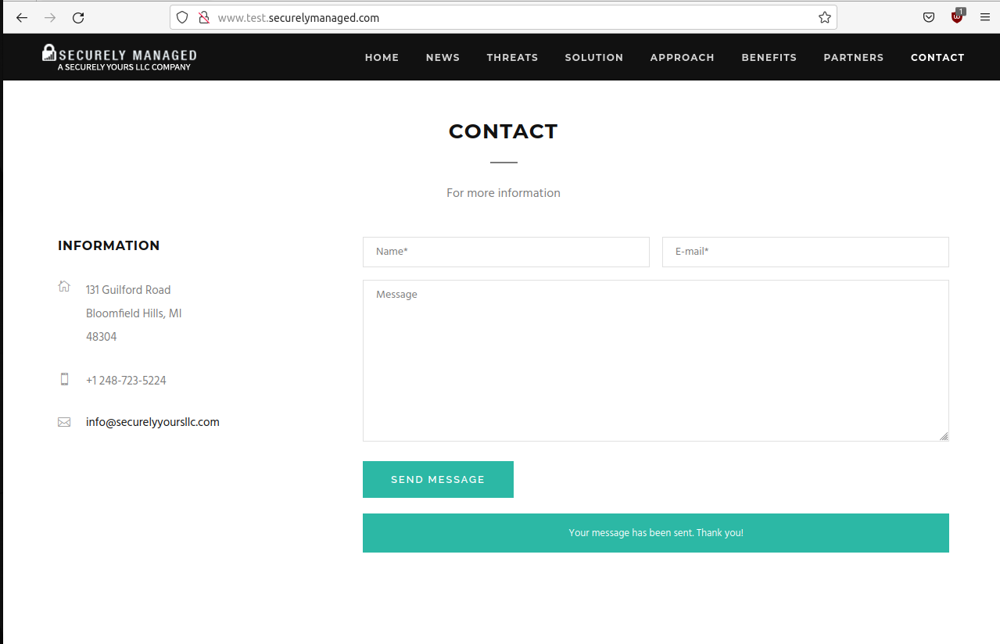 www.test.securelymanaged.com
1
SECURELY MANAGED
A SECURELY YOURS LLC COMPANY
HOME NEWS THREATS SOLUTION APPROACH BENEFITS PARTNERS CONTACT
CONTACT
For more information
INFORMATION
131 Guilford Road
Bloomfield Hills, MI
48304
+1 248-723-5224
info@securelyyoursllc.com
Name* E-mail*
Message
SEND MESSAGE
Your message has been sent. Thank you!